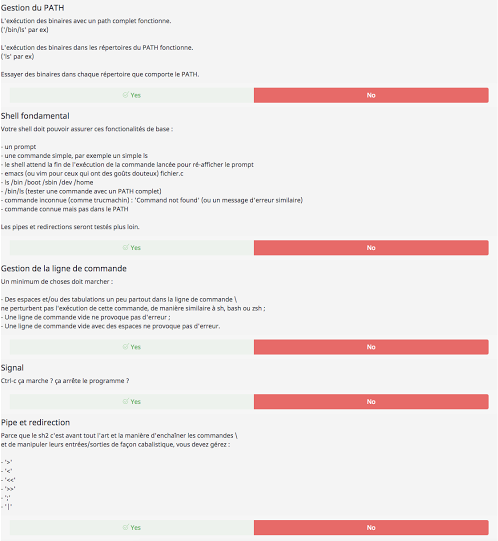 Gestion du PATH
L'exécution des binaires avec un path complet fonctionne.
('/bin/ls' par ex)
L'exécution des binaires dans les répertoires du PATH fonctionne.
('ls' par ex)
Essayer des binaires dans chaque répertoire que comporte le PATH.
Yes No
Shell fondamental
Votre shell doit pouvoir assurer ces fonctionalités de base :
- un prompt
- une commande simple, par exemple un simple ls
- le shell attend la fin de l'exécution de la commande lancée pour ré-afficher le prompt
- emacs (ou vim pour ceux qui ont des goûts douteux) fichier.c
- ls /bin /boot /sbin /dev /home
- /bin/ls (tester une commande avec un PATH complet)
- commande inconnue (comme trucmachin) : 'Command not found' (ou un message d'erreur similaire)
- commande connue mais pas dans le PATH
Les pipes et redirections seront testés plus loin.
Yes No
Gestion de la ligne de commande
Un minimum de choses doit marcher :
- Des espaces et/ou des tabulations un peu partout dans la ligne de commande \
ne perturbent pas l'exécution de cette commande, de manière similaire à sh, bash ou zsh ;
- Une ligne de commande vide ne provoque pas d'erreur ;
- Une ligne de commande vide avec des espaces ne provoque pas d'erreur.
Yes No
Signal
Ctrl-c ça marche ? ça arrête le programme ?
Yes No
Pipe et redirection
Parce que le sh2 c'est avant tout l'art et la manière d'enchaîner les commandes \
et de manipuler leurs entrées/sorties de façon cabalistique, vous devez gérez :
- '>'
- '<'
- '<<'
- '>>'
- ';'
- '|'
Yes No